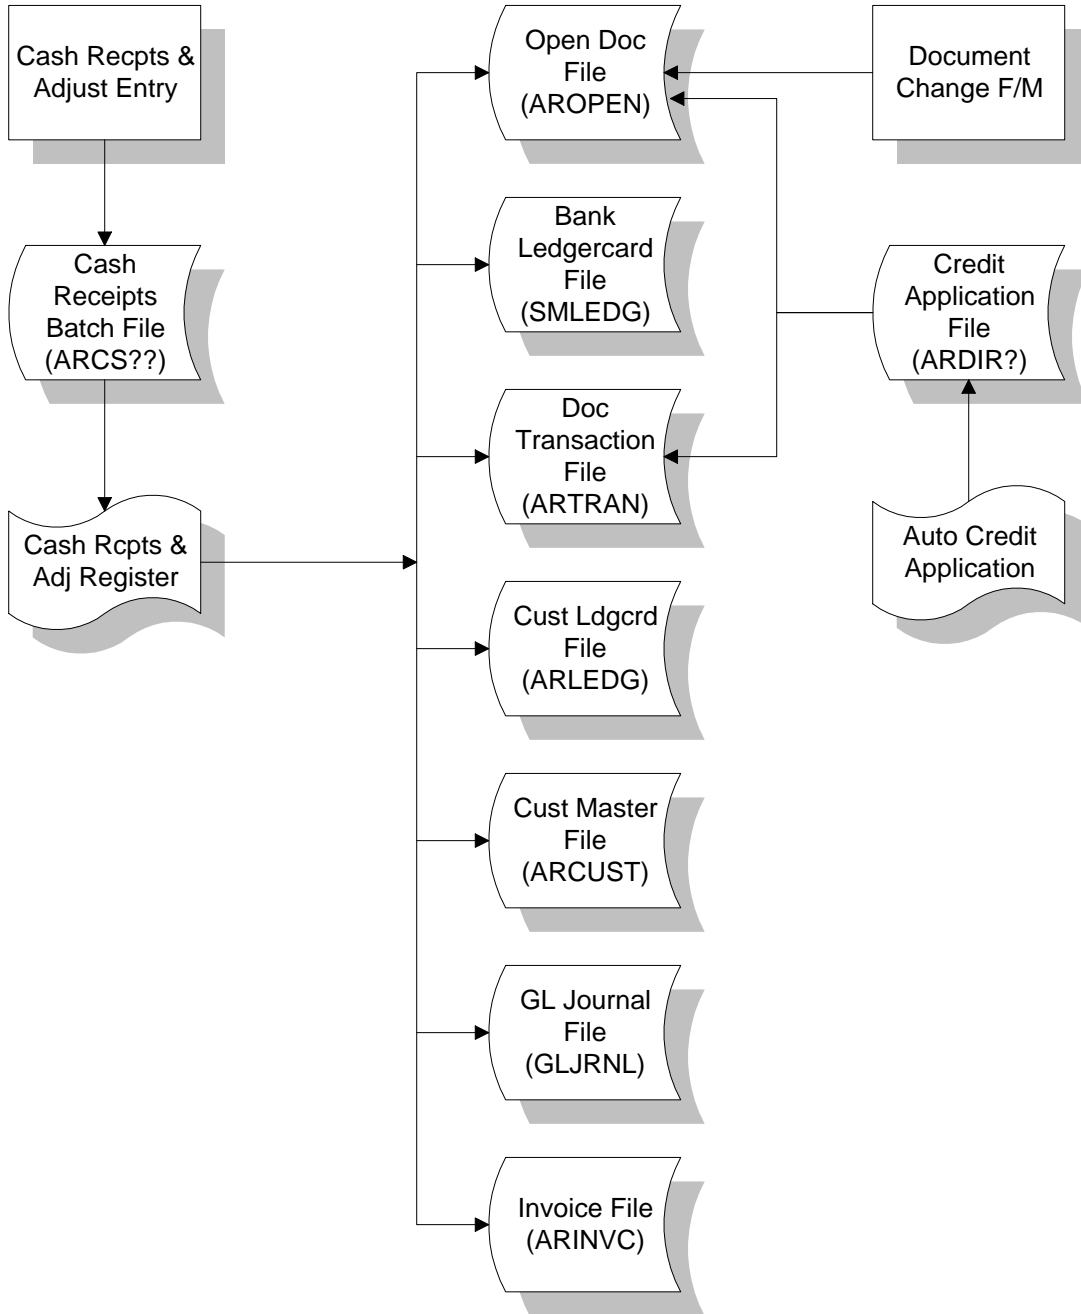 Cash Recpts &
Adjust Entry
Cash
Receipts
Batch File
(ARCS??)
Cash Rcpts &
Adj Register
Open Doc
File
(AROPEN)
Bank
Ledgercard
File
(SMLEDG)
Doc
Transaction
File
(ARTRAN)
Cust Ldgcrd
File
(ARLEDG)
Cust Master
File
(ARCUST)
GL Journal
File
(GLJRNL)
Invoice File
(ARINVC)
Document
Change F/M
Credit
Application
File
(ARDIR?)
Auto Credit
Application